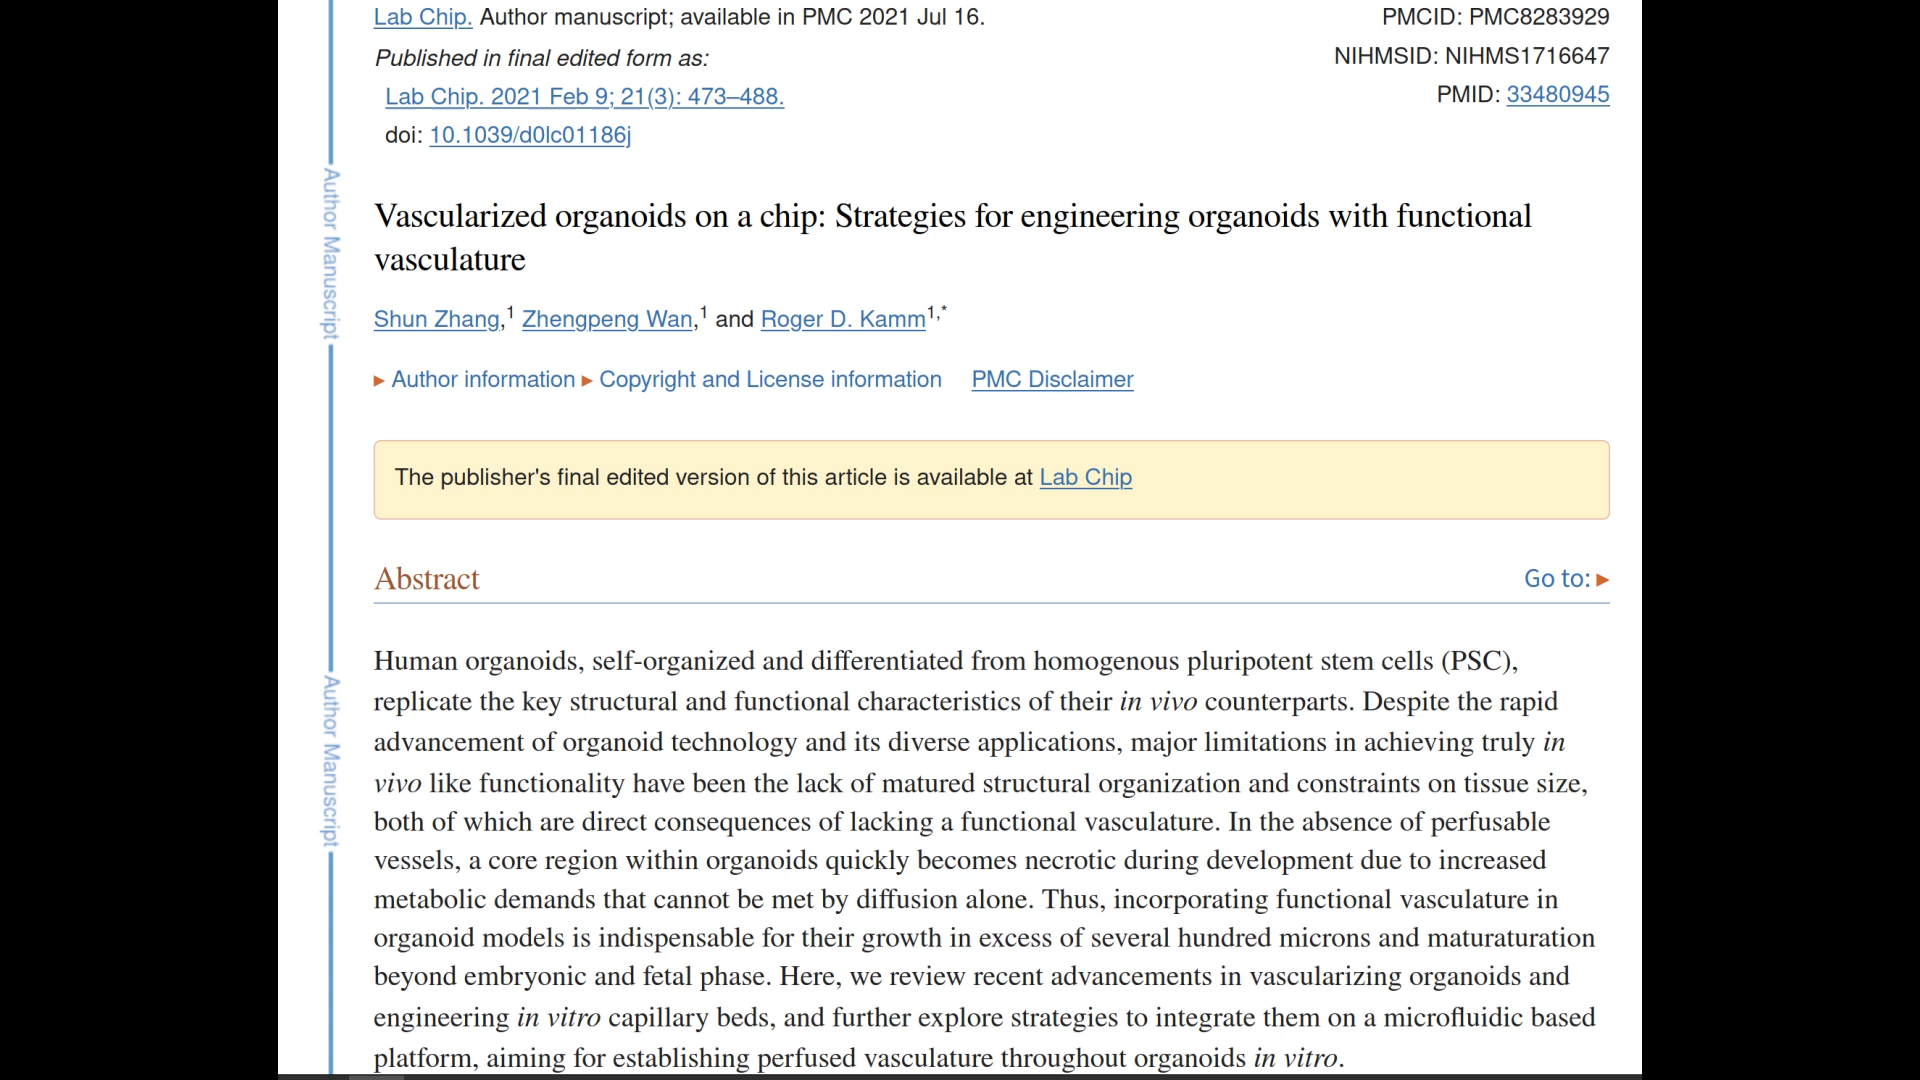 Lab Chip. Author manuscript; available in PMC 2021 Jul 16.
PMCID: PMC8283929
Published in final edited form as:
NIHMSID: NIHMS1716647
Lab Chip. 2021 Feb 9; 21(3): 473–488.
PMID: 33480945
doi: 10.1039/d0lc01186j
Author Manuscript
Vascularized organoids on a chip: Strategies for engineering organoids with functional
vasculature
Shun Zhang,1 Zhengpeng Wan,1 and Roger D. Kamm1,*
▸ Author information ▸ Copyright and License information PMC Disclaimer
The publisher's final edited version of this article is available at Lab Chip
Abstract
Go to: ▸
Author Manuscript
Human organoids, self-organized and differentiated from homogenous pluripotent stem cells (PSC),
replicate the key structural and functional characteristics of their in vivo counterparts. Despite the rapid
advancement of organoid technology and its diverse applications, major limitations in achieving truly in
vivo like functionality have been the lack of matured structural organization and constraints on tissue size,
both of which are direct consequences of lacking a functional vasculature. In the absence of perfusable
vessels, a core region within organoids quickly becomes necrotic during development due to increased
metabolic demands that cannot be met by diffusion alone. Thus, incorporating functional vasculature in
organoid models is indispensable for their growth in excess of several hundred microns and maturaturation
beyond embryonic and fetal phase. Here, we review recent advancements in vascularizing organoids and
engineering in vitro capillary beds, and further explore strategies to integrate them on a microfluidic based
platform, aiming for establishing perfused vasculature throughout organoids in vitro.